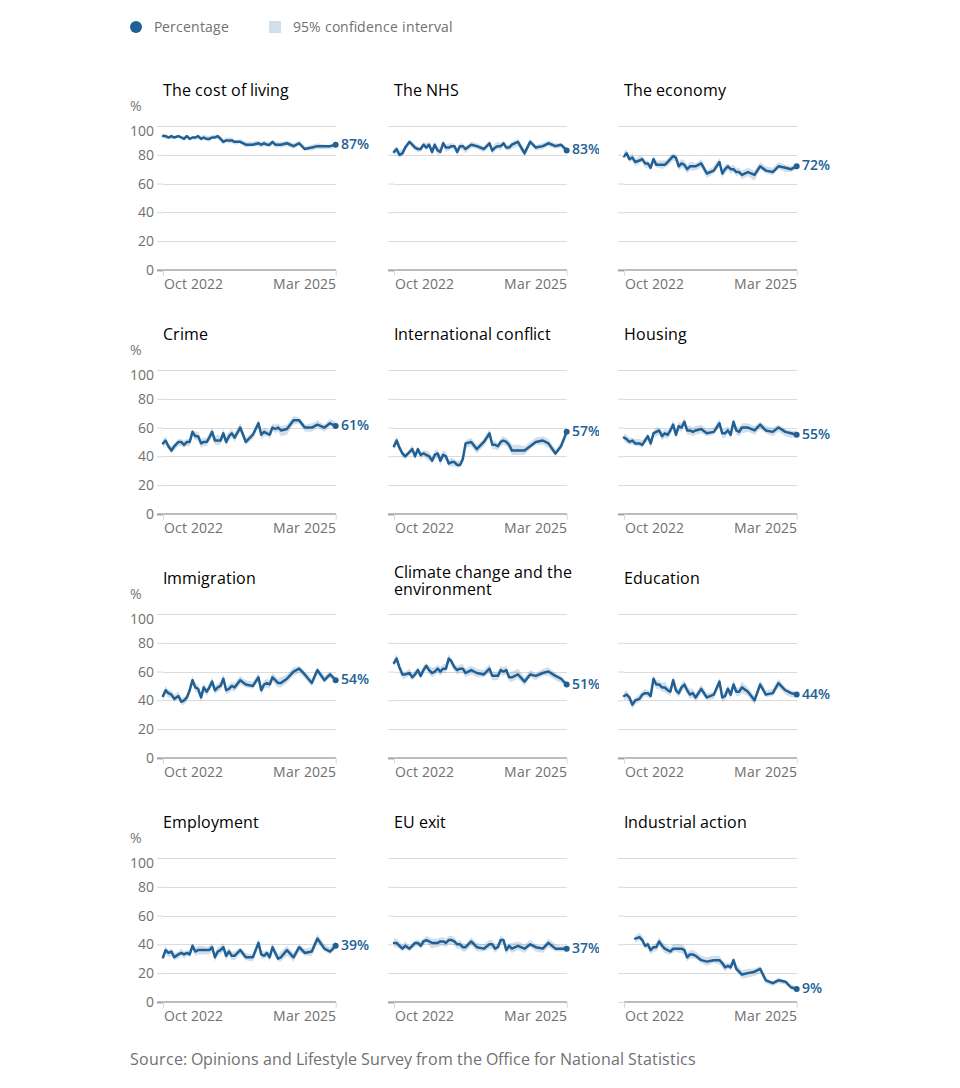 Percentage 95% confidence interval
The cost of living The NHS The economy
%
100
80 87% 83% 72%
60
40
20
0
Oct 2022 Mar 2025 Oct 2022 Mar 2025 Oct 2022 Mar 2025
Crime International conflict Housing
%
100
80
60 61% 57% 55%
40
20
0
Oct 2022 Mar 2025 Oct 2022 Mar 2025 Oct 2022 Mar 2025
Immigration Climate change and the environment Education
%
100
80
60 54% 51% 44%
40
20
0
Oct 2022 Mar 2025 Oct 2022 Mar 2025 Oct 2022 Mar 2025
Employment EU exit Industrial action
%
100
80
60
40 39% 37% 9%
20
0
Oct 2022 Mar 2025 Oct 2022 Mar 2025 Oct 2022 Mar 2025
Source: Opinions and Lifestyle Survey from the Office for National Statistics